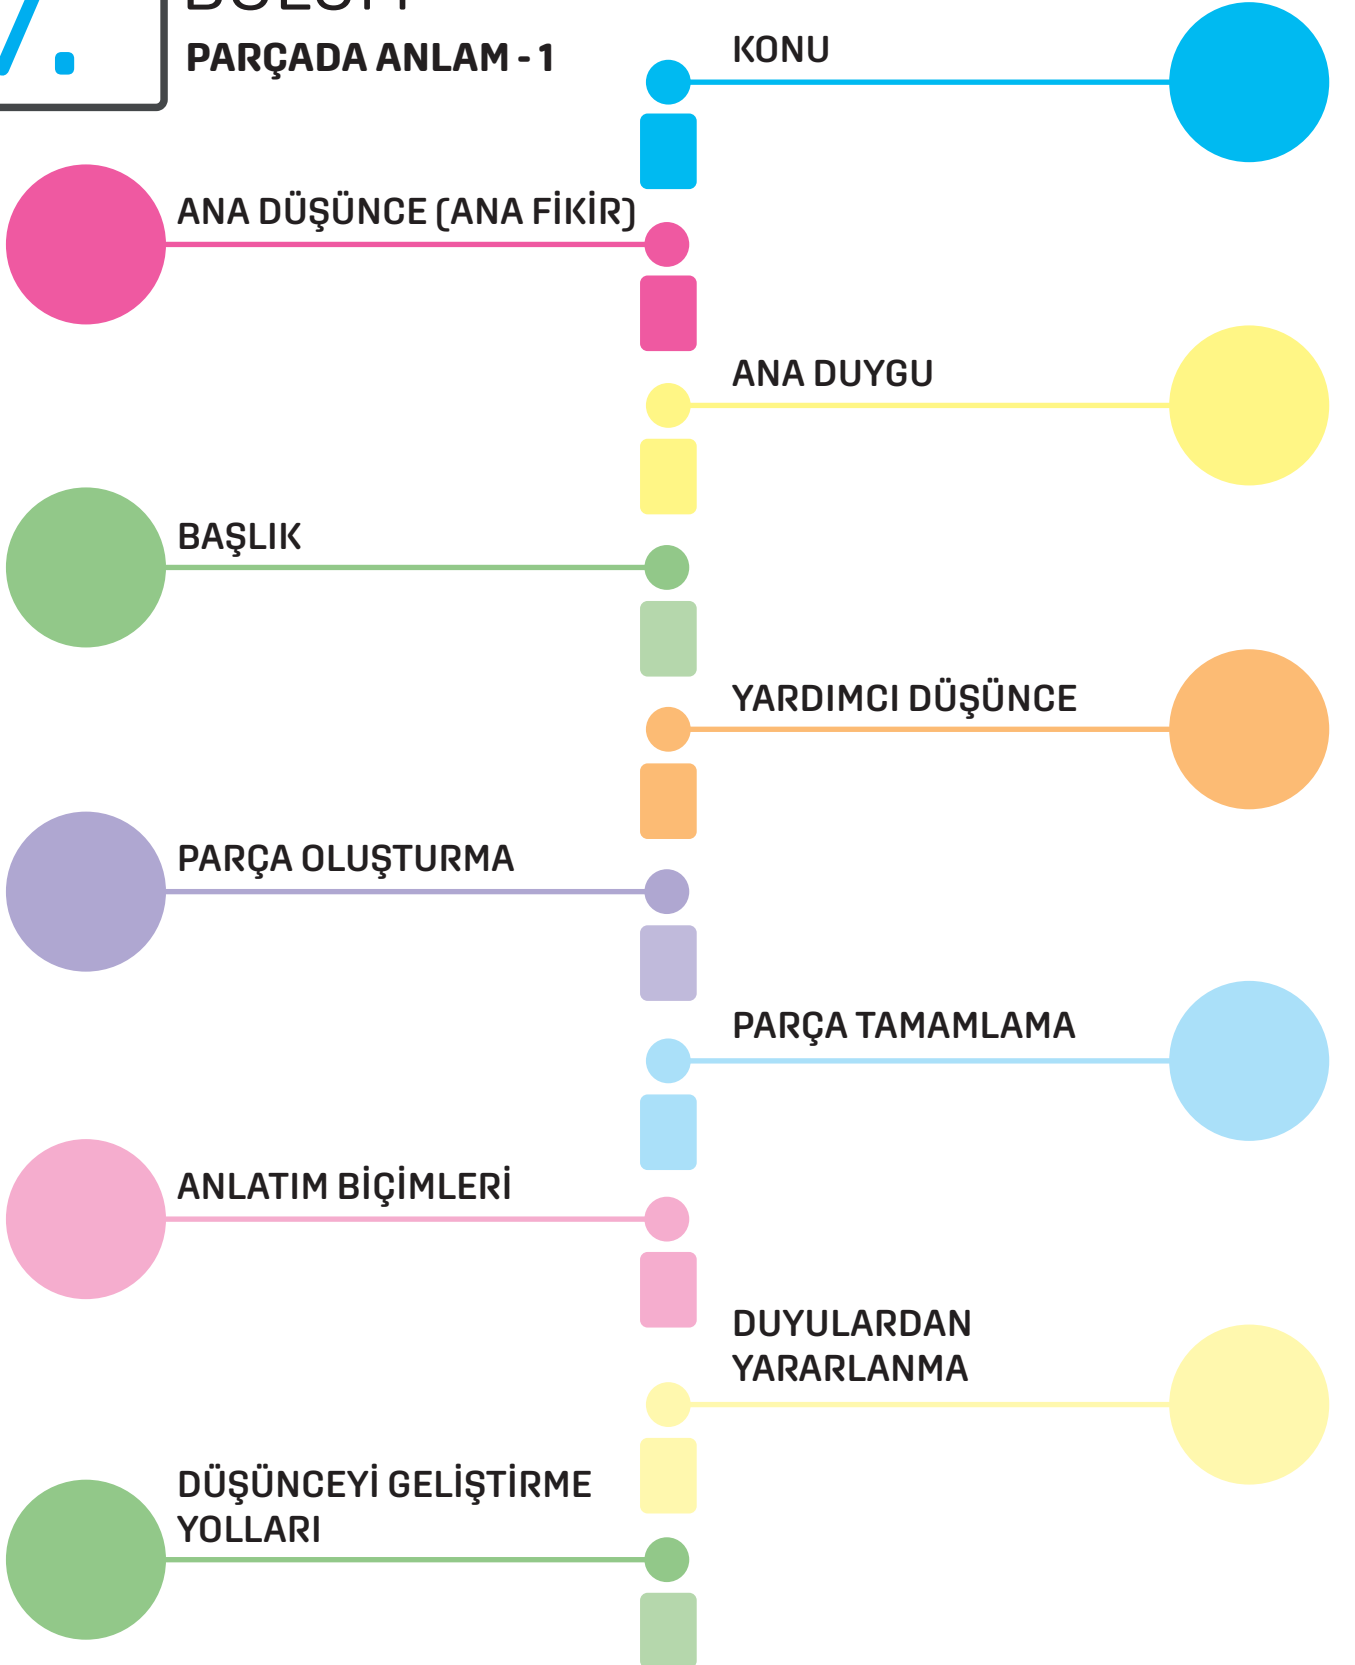 BÖLÜM
PARÇADA ANLAM - 1
KONU
ANA DÜŞÜNCE (ANA FİKİR)
ANA DUYGU
BAŞLIK
YARDIMCI DÜŞÜNCE
PARÇA OLUŞTURMA
PARÇA TAMAMLAMA
ANLATIM BİÇİMLERİ
DUYULARDAN
YARARLANMA
DÜŞÜNCEYİ GELİŞTİRME
YOLLARI